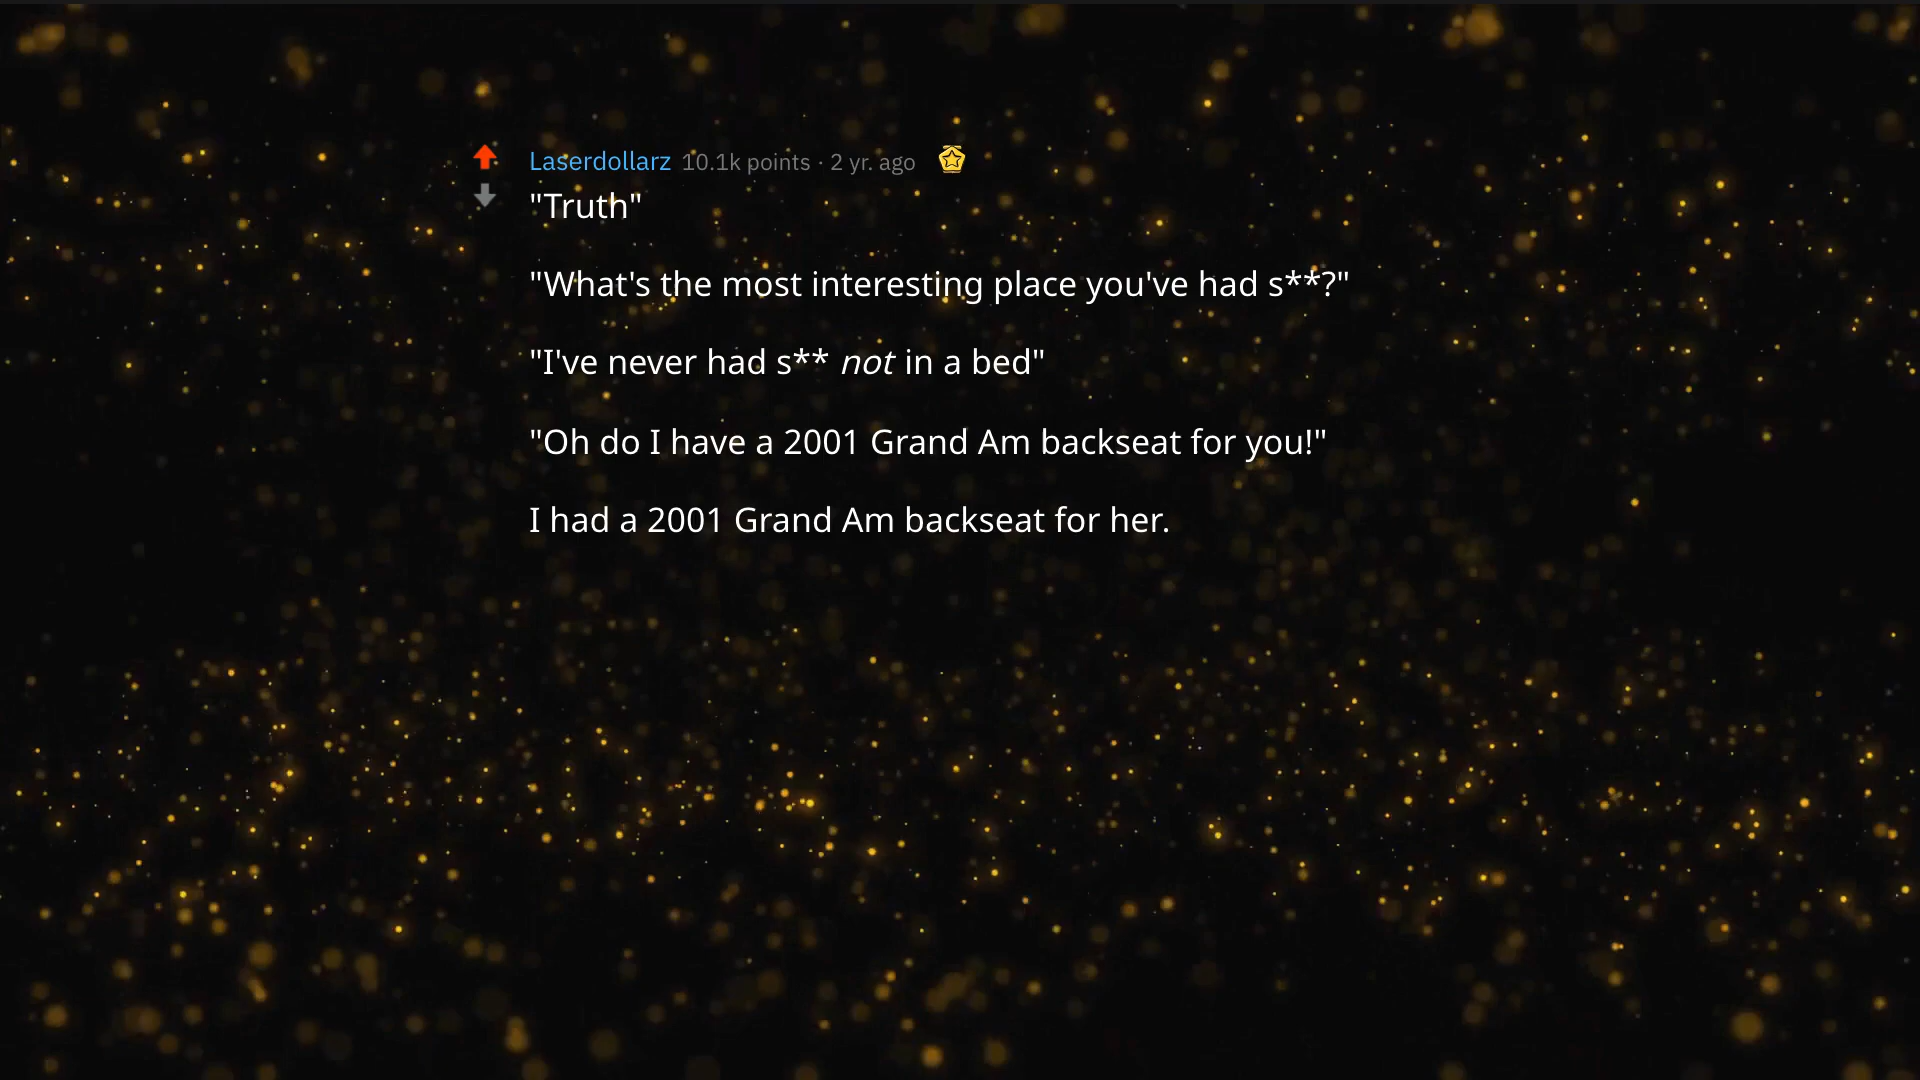 Laserdollarz 10.1k points · 2 yr. ago
"Truth"
"What's the most interesting place you've had s**?"
"I've never had s** not in a bed"
"Oh do I have a 2001 Grand Am backseat for you!"
I had a 2001 Grand Am backseat for her.